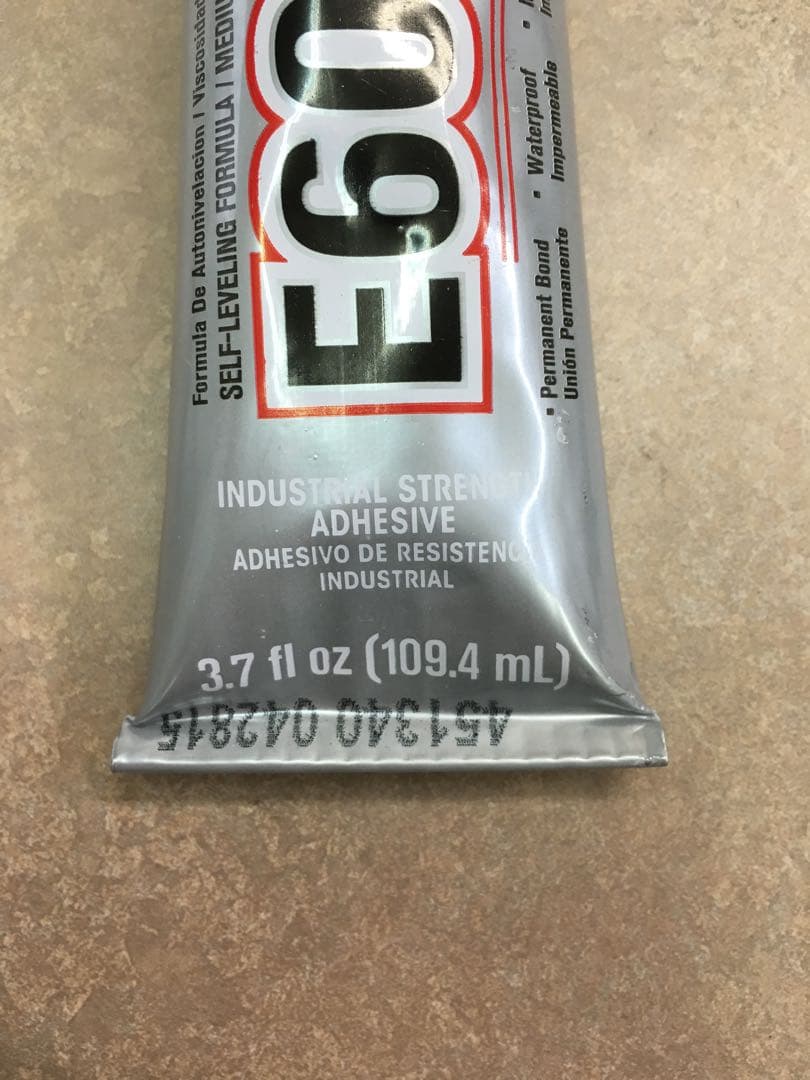 Formula De Autonivelacion /
SELF-LEVELING FORMULA /
E60
• Permanent Bond • Waterproof •
Unión Permanente Impermeable
INDUSTRIAL STRENGTH
ADHESIVE
ADHESIVO DE
INDUSTRIAL
3.7 fl oz (109.4 mL)
451340 042815